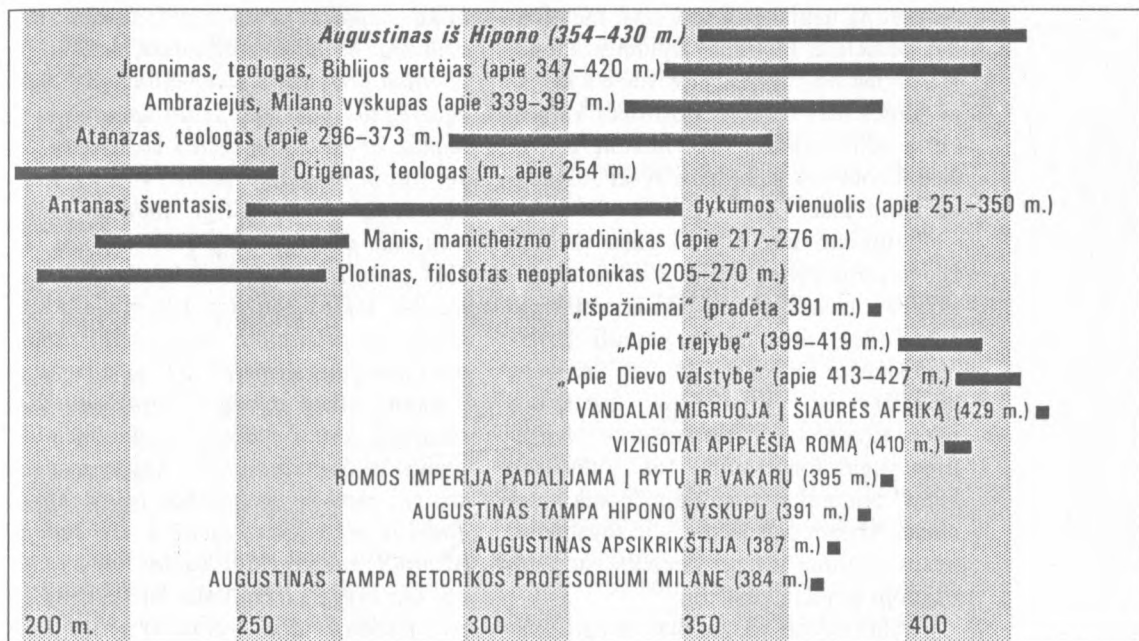 Augustinas iš Hipono (354–430 m.)
Jeronimas, teologas, Biblijos vertėjas (apie 347–420 m.)
Ambraziejus, Milano vyskupas (apie 339–397 m.)
Atanazas, teologas (apie 296–373 m.)
Origenas, teologas (m. apie 254 m.)
Antanas, šventasis, dykumos vienuolis (apie 251–350 m.)
Manis, manicheizmo pradininkas (apie 217–276 m.)
Plotinas, filosofas neoplatonikas (205–270 m.)
„Išpažinimai“ (pradėta 391 m.)
„Apie trejybę“ (399–419 m.)
„Apie Dievo valstybę“ (apie 413–427 m.)
VANDALAI MIGRUOJA Į ŠIAURĖS AFRIKĄ (429 m.)
VIZIGOTAI APIPLĖŠIA ROMĄ (410 m.)
ROMOS IMPERIJA PADALIJAMA Į RYTŲ IR VAKARŲ (395 m.)
AUGUSTINAS TAMPA HIPONO VYSKUPU (391 m.)
AUGUSTINAS APSIKRIKŠTIJA (387 m.)
AUGUSTINAS TAMPA RETORIKOS PROFESORIUMI MILANE (384 m.)
200 m. 250 300 350 400